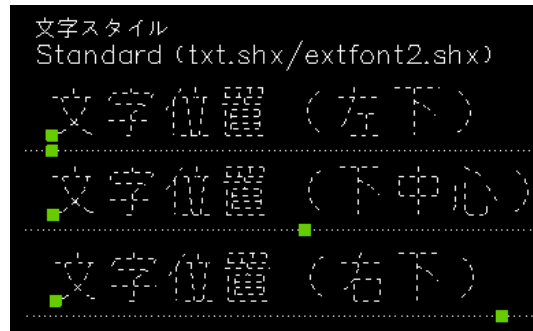 文字スタイル
Standard (txt.shx/extfont2.shx)
文字位置 (左下)
文字位置 (下中心)
文字位置 (右下)